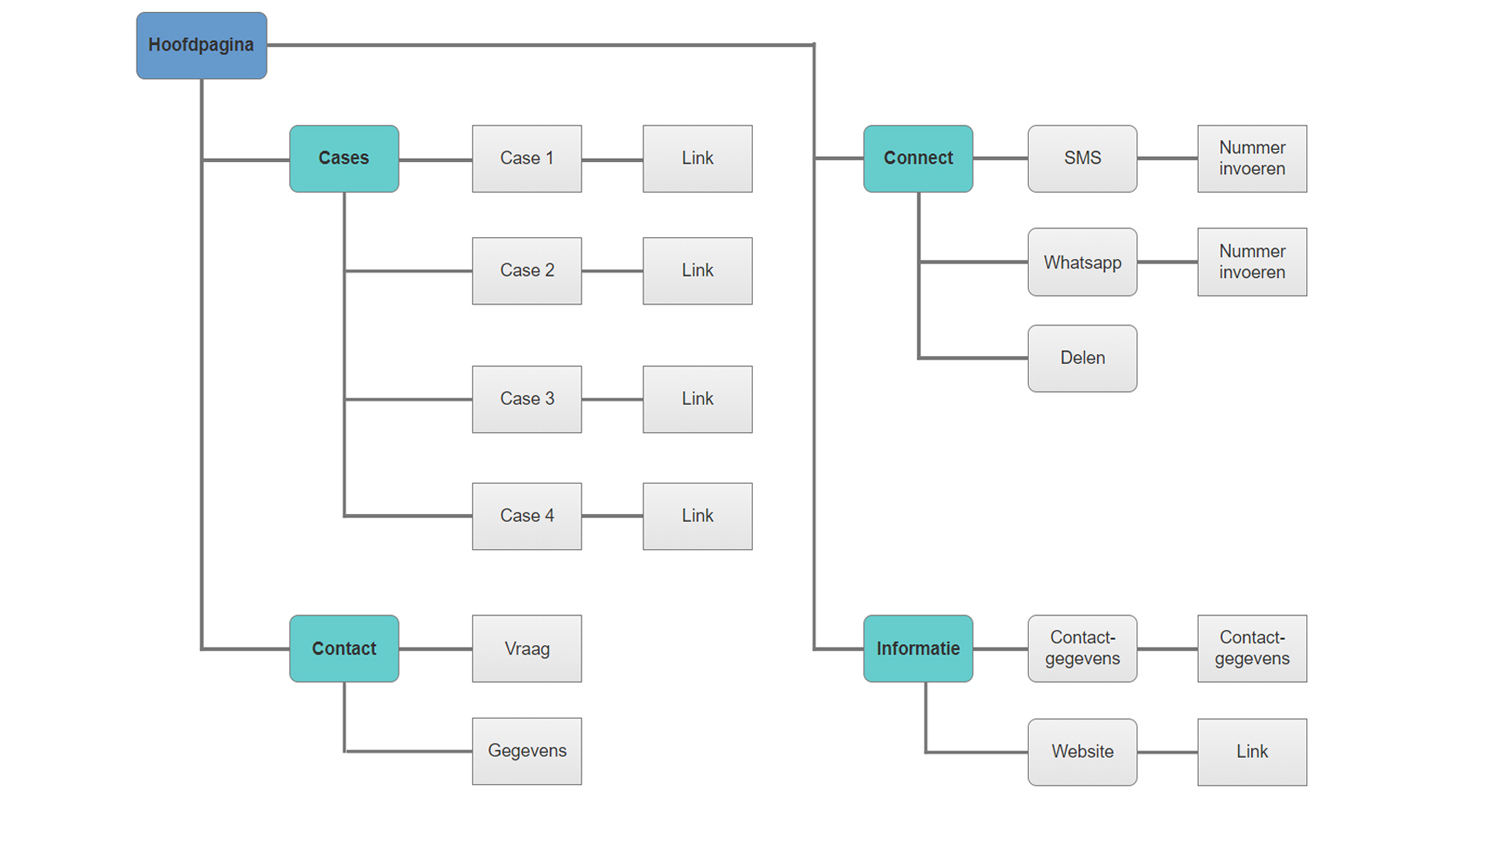 Hoofdpagina
Cases
Case 1
Link
Case 2
Link
Case 3
Link
Case 4
Link
Contact
Vraag
Gegevens
Connect
SMS
Nummer
invoeren
Whatsapp
Nummer
invoeren
Delen
Informatie
Contact-
gegevens
Contact-
gegevens
Website
Link